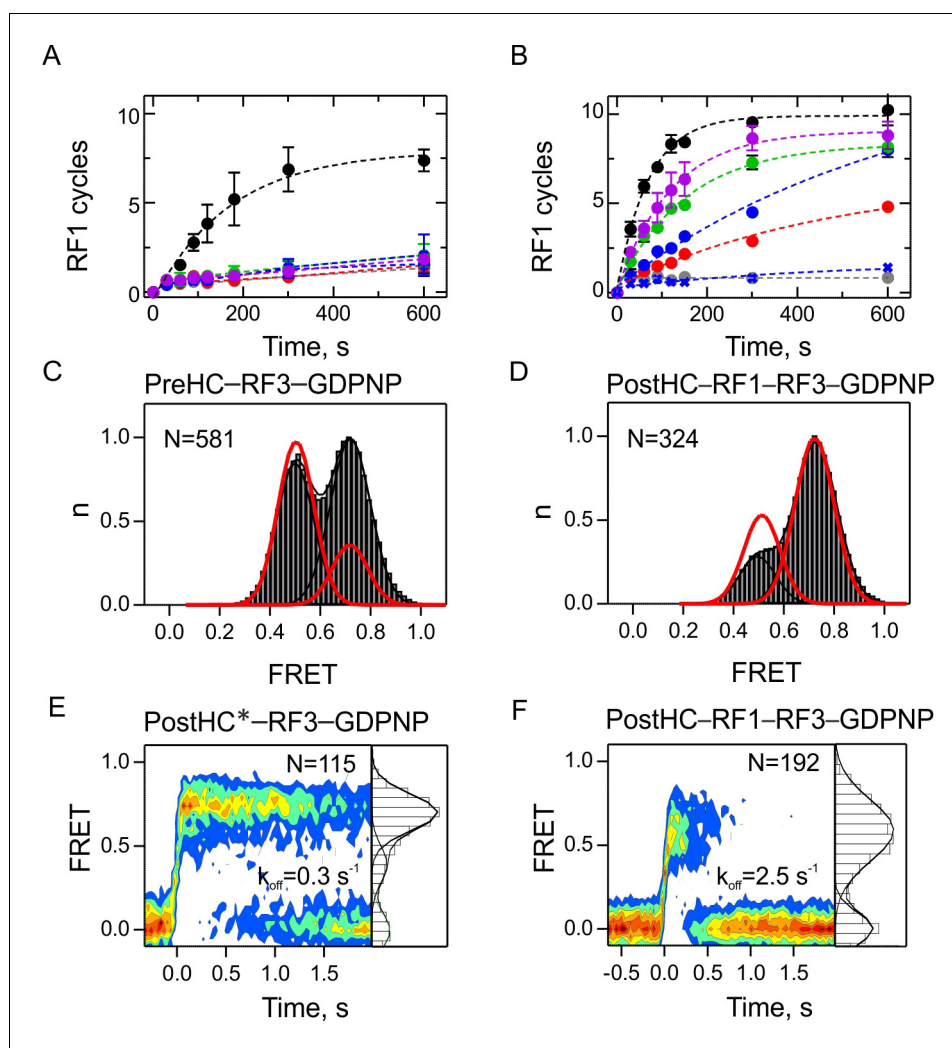 A
B
RF1 cycles
10
5
0
0
200
400
600
Time, s
RF1 cycles
10
5
0
0
200
400
600
Time, s
C
PreHC–RF3–GDPNP
N=581
n
1.0
0.5
0.0
0.0
0.2
0.4
0.6
0.8
1.0
FRET
D
PostHC–RF1–RF3–GDPNP
N=324
n
1.0
0.5
0.0
0.0
0.2
0.4
0.6
0.8
1.0
FRET
E
PostHC*–RF3–GDPNP
N=115
FRET
1.0
0.5
0.0
koff=0.3 s-1
0.0
0.5
1.0
1.5
Time, s
F
PostHC–RF1–RF3–GDPNP
N=192
FRET
1.0
0.5
0.0
koff=2.5 s-1
-0.5
0.0
0.5
1.0
1.5
Time, s